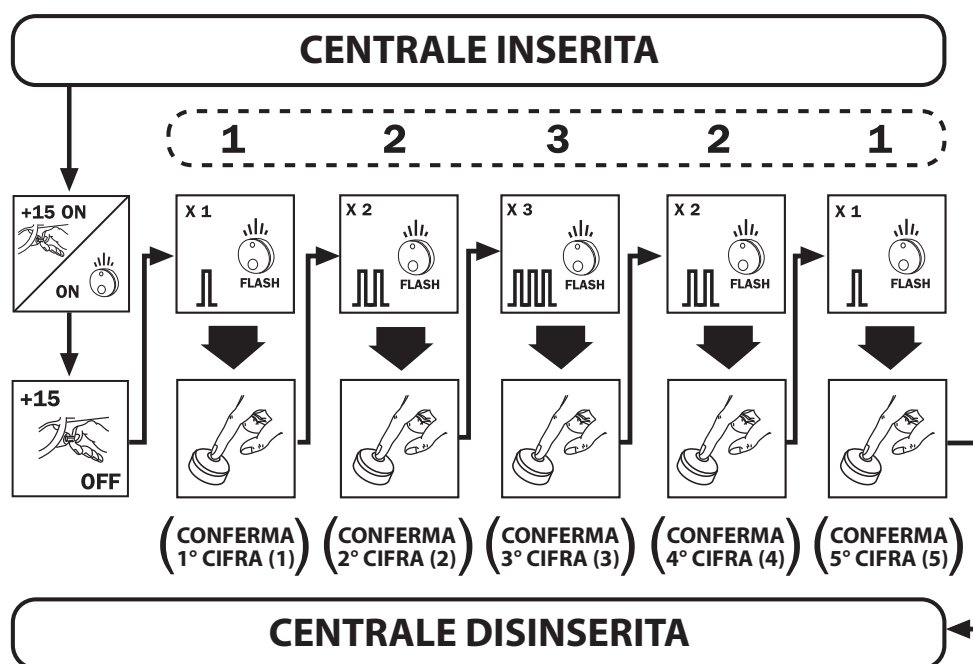 CENTRALE INSERITA
1 2 3 2 1
+15 ON
ON
X 1
FLASH
X 2
FLASH
X 3
FLASH
X 2
FLASH
X 1
FLASH
+15
OFF
(CONFERMA
1° CIFRA (1))
(CONFERMA
2° CIFRA (2))
(CONFERMA
3° CIFRA (3))
(CONFERMA
4° CIFRA (4))
(CONFERMA
5° CIFRA (5))
CENTRALE DISINSERITA